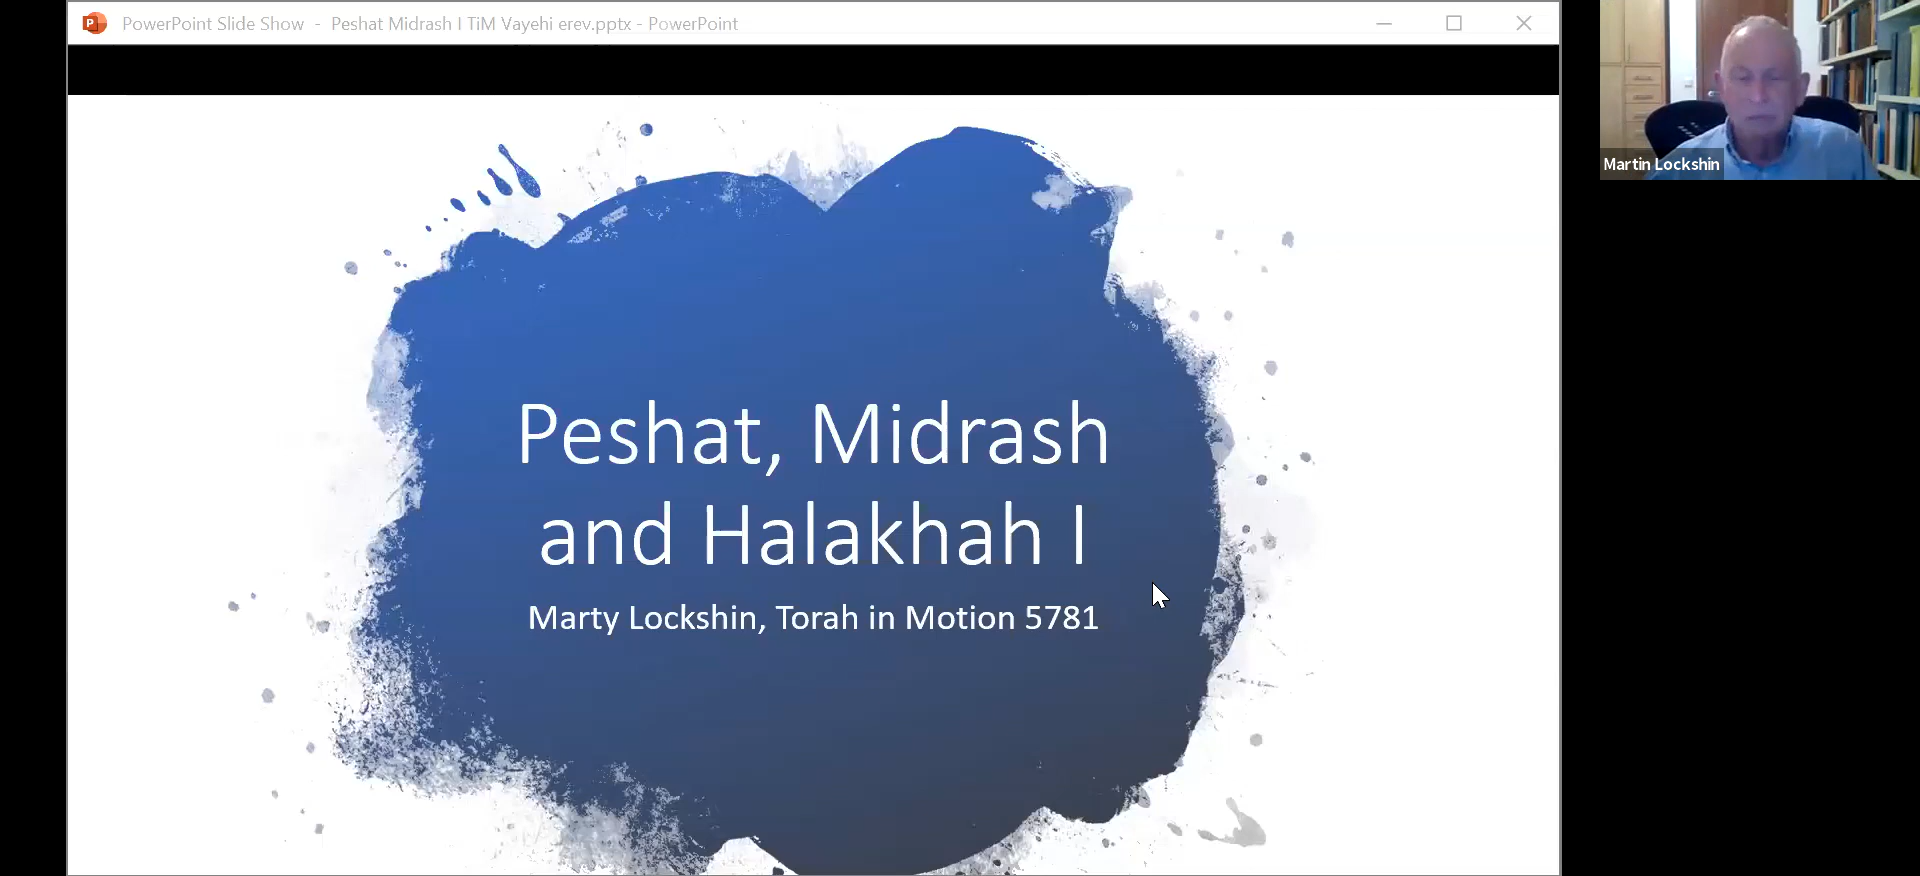 PowerPoint Slide Show - Peshat Midrash I TiM Vayehi erev.pptx - PowerPoint
Martin Lockshin
Peshat, Midrash
and Halakhah I
Marty Lockshin, Torah in Motion 5781